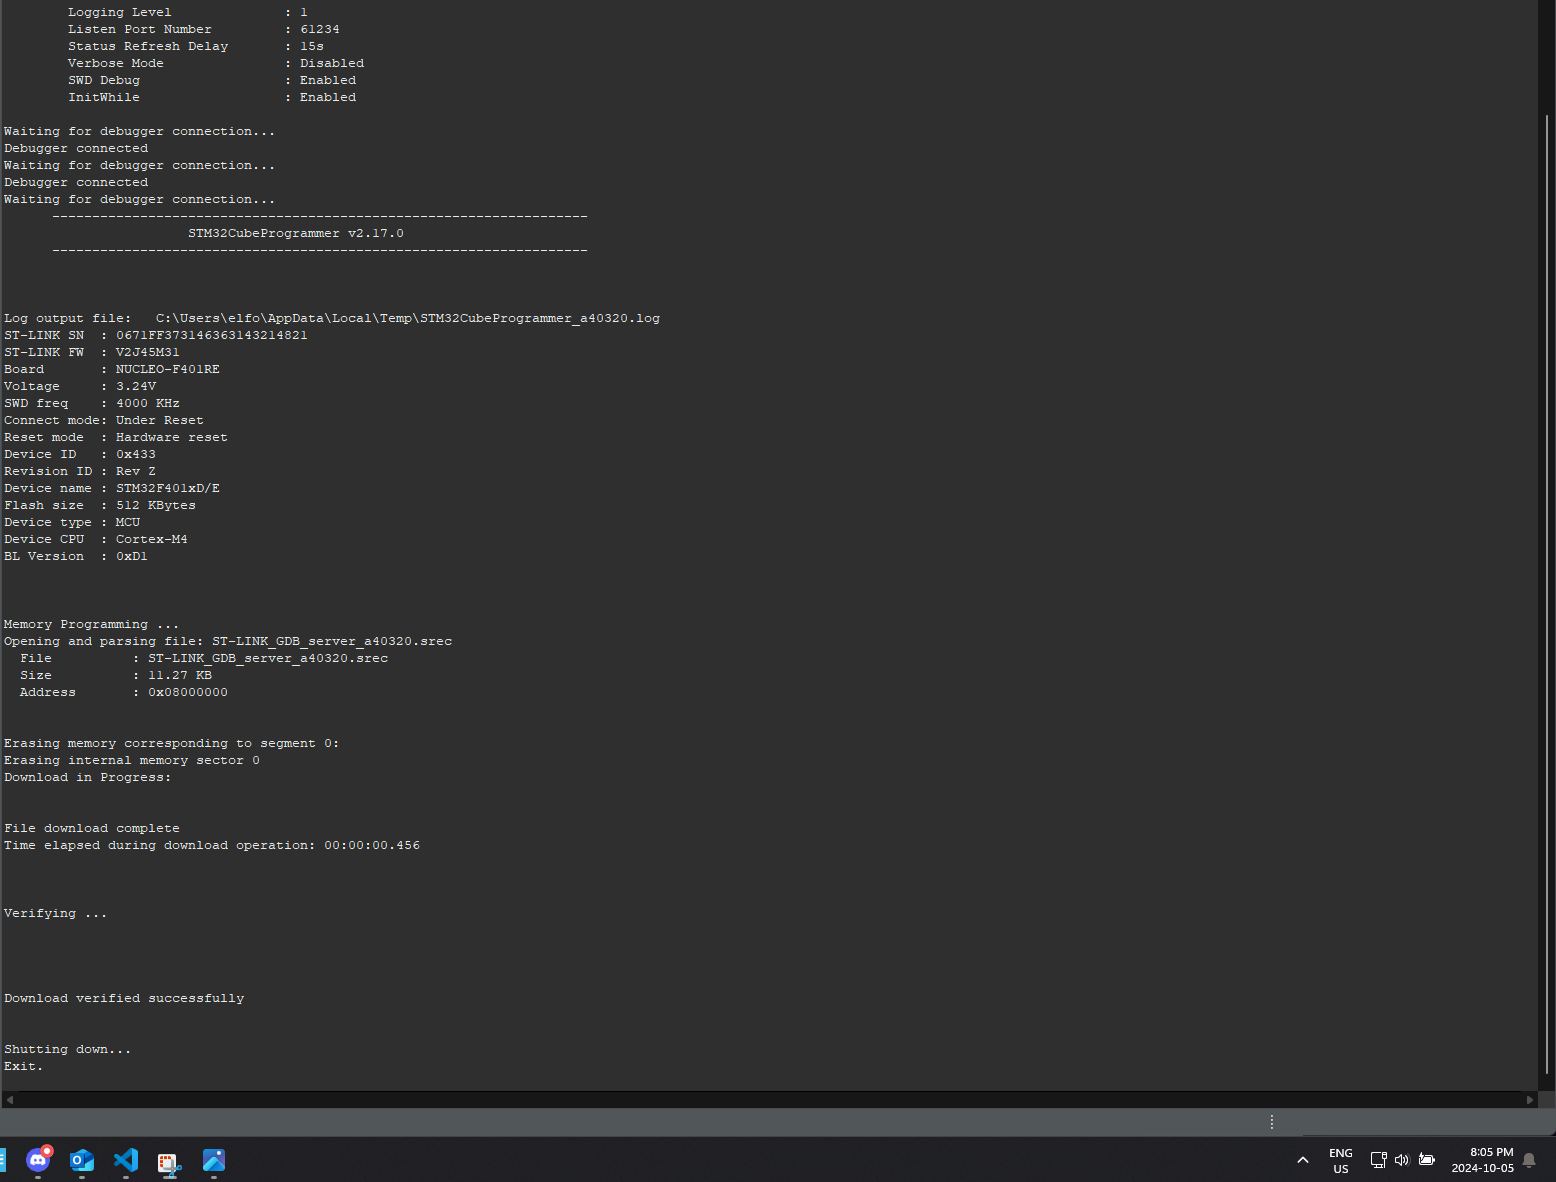 Logging Level : 1
Listen Port Number : 61234
Status Refresh Delay : 15s
Verbose Mode : Disabled
SWD Debug : Enabled
InitWhile : Enabled
Waiting for debugger connection...
Debugger connected
Waiting for debugger connection...
Debugger connected
Waiting for debugger connection...
-------------------------------------------------------------------
STM32CubeProgrammer v2.17.0
-------------------------------------------------------------------
Log output file: C:\Users\elfo\AppData\Local\Temp\STM32CubeProgrammer_a40320.log
ST-LINK SN : 0671FF373146363143214821
ST-LINK FW : V2J45M31
Board : NUCLEO-F401RE
Voltage : 3.24V
SWD freq : 4000 KHz
Connect mode: Under Reset
Reset mode : Hardware reset
Device ID : 0x433
Revision ID : Rev Z
Device name : STM32F401xD/E
Flash size : 512 KBytes
Device type : MCU
Device CPU : Cortex-M4
BL Version : 0xD1
Memory Programming ...
Opening and parsing file: ST-LINK_GDB_server_a40320.srec
File : ST-LINK_GDB_server_a40320.srec
Size : 11.27 KB
Address : 0x08000000
Erasing memory corresponding to segment 0:
Erasing internal memory sector 0
Download in Progress:
File download complete
Time elapsed during download operation: 00:00:00.456
Verifying ...
Download verified successfully
Shutting down...
Exit.
ENG
US
8:05 PM
2024-10-05